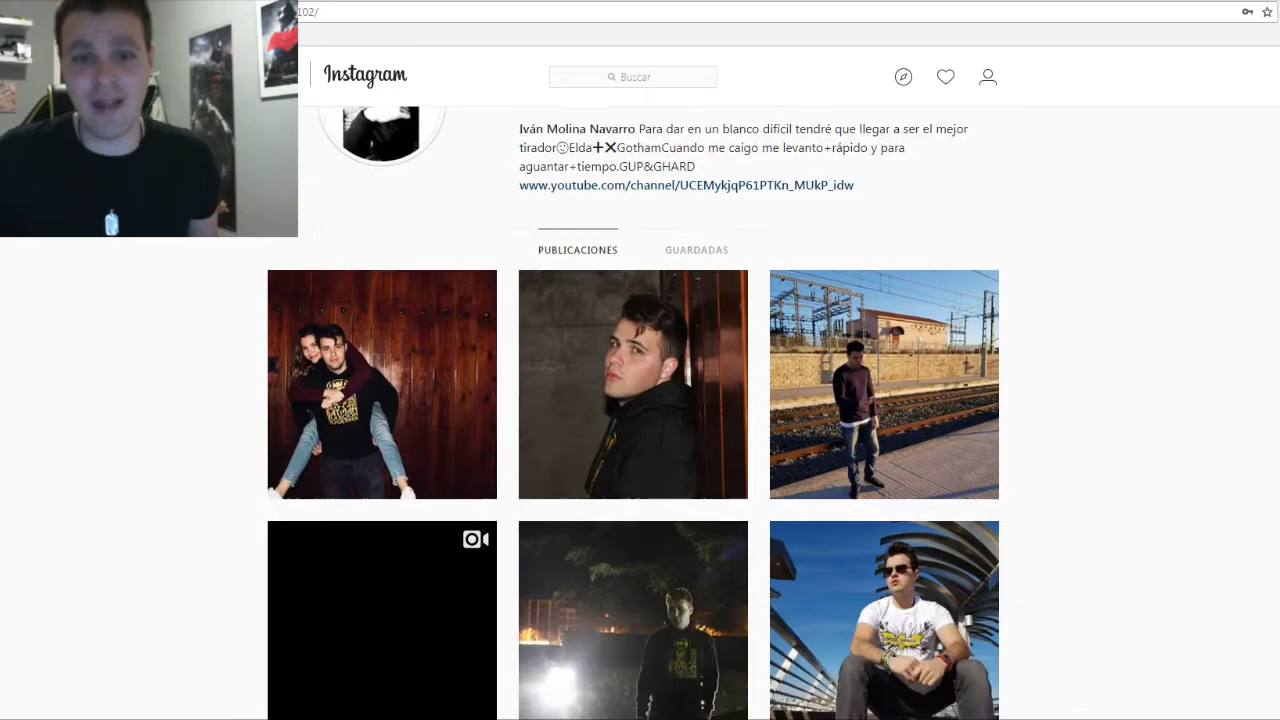 102/
Instagram
Buscar
Iván Molina Navarro Para dar en un blanco difícil tendré que llegar a ser el mejor
tirador☹Elda➕✖GothamCuando me caigo me levanto+rápido y para
aguantar+tiempo.GUP&GHARD
www.youtube.com/channel/UCEMykjqP61PTKn_MUkP_idw
PUBLICACIONES
GUARDADAS